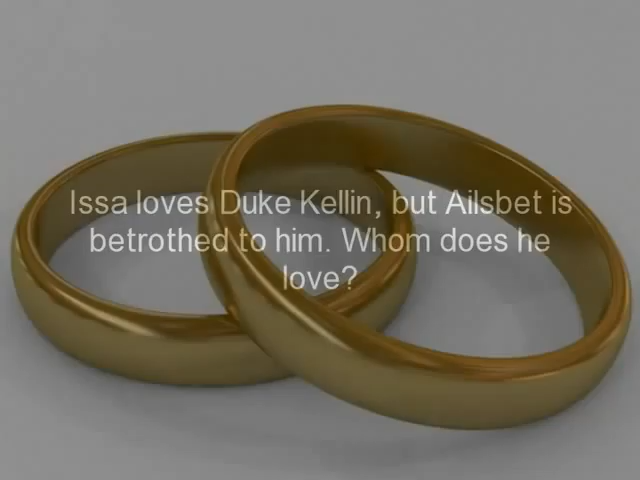 Issa loves Duke Kellin, but Ailsbet is
betrothed to him. Whom does he
love?